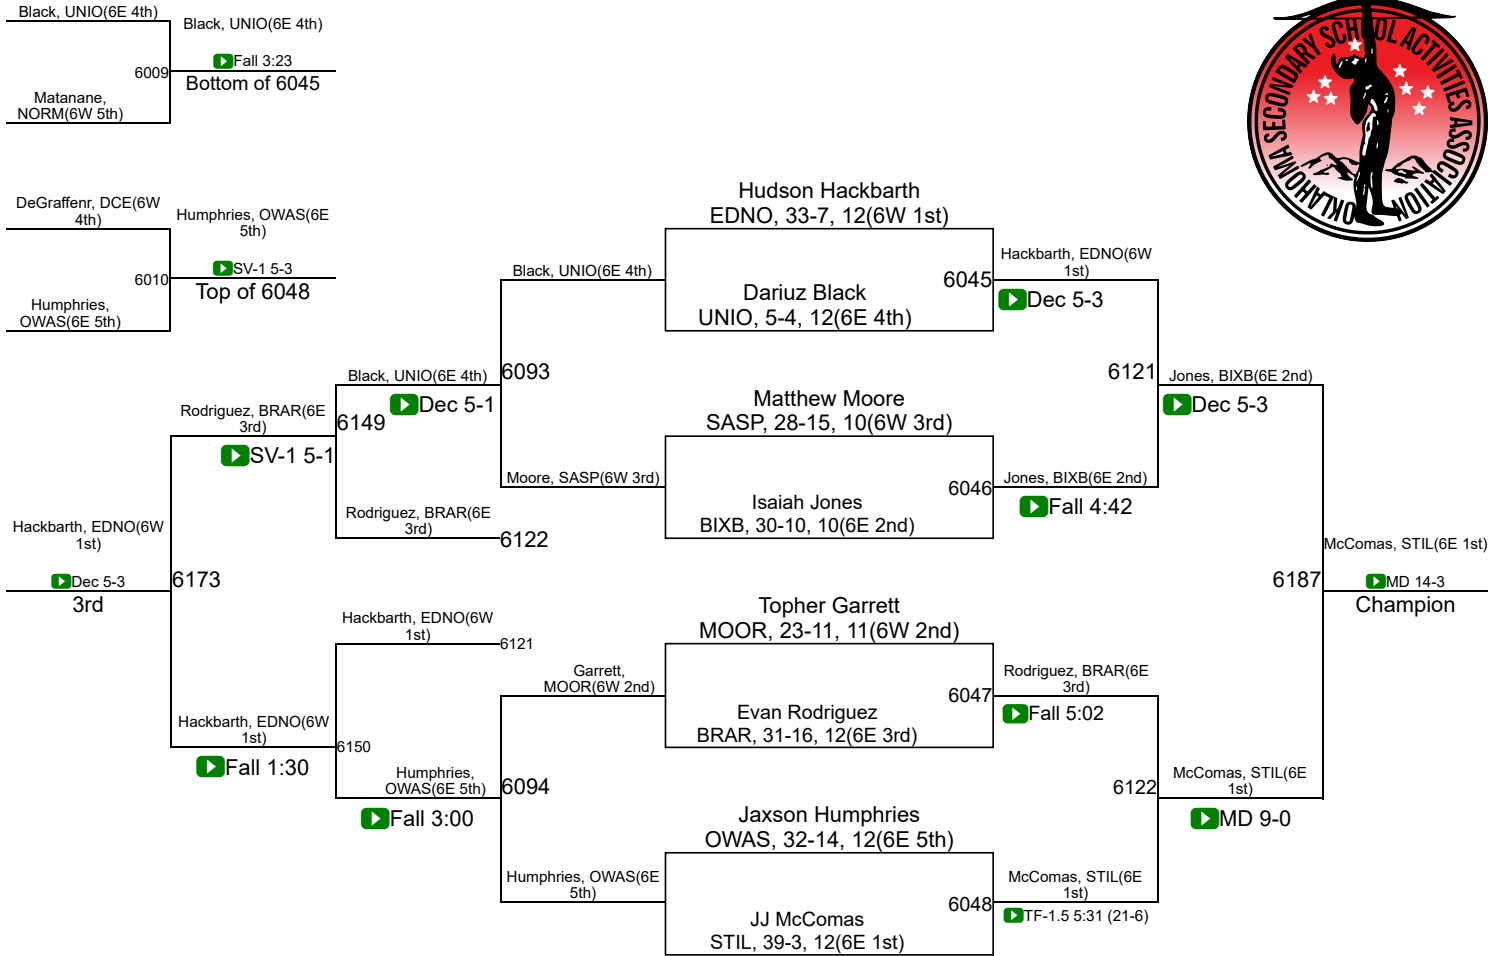 Black, UNIO(6E 4th)
Black, UNIO(6E 4th)
Fall 3:23
6009
Bottom of 6045
Matanane,
NORM(6W 5th)
DeGraffenr, DCE(6W
4th)
Humphries, OWAS(6E
5th)
SV-1 5-3
6010
Top of 6048
Humphries,
OWAS(6E 5th)
OKLAHOMA SECONDARY SCHOOL ACTIVITIES ASSOCIATION
Hudson Hackbarth
EDNO, 33-7, 12(6W 1st)
Black, UNIO(6E 4th)
6045
Hackbarth, EDNO(6W
1st)
Dec 5-3
Dariuz Black
UNIO, 5-4, 12(6E 4th)
Black, UNIO(6E 4th)
6093
Dec 5-1
6121
Jones, BIXB(6E 2nd)
Dec 5-3
Rodriguez, BRAR(6E
3rd)
6149
SV-1 5-1
Matthew Moore
SASP, 28-15, 10(6W 3rd)
Moore, SASP(6W 3rd)
6046
Jones, BIXB(6E 2nd)
Fall 4:42
Isaiah Jones
BIXB, 30-10, 10(6E 2nd)
Rodriguez, BRAR(6E
3rd)
6122
Hackbarth, EDNO(6W
1st)
Dec 5-3
3rd
6173
McComas, STIL(6E 1st)
6187
MD 14-3
Champion
Topher Garrett
MOOR, 23-11, 11(6W 2nd)
Hackbarth, EDNO(6W
1st)
6121
Garrett,
MOOR(6W 2nd)
6047
Rodriguez, BRAR(6E
3rd)
Fall 5:02
Evan Rodriguez
BRAR, 31-16, 12(6E 3rd)
Hackbarth, EDNO(6W
1st)
6150
Fall 1:30
Humphries,
OWAS(6E 5th)
6094
Fall 3:00
6122
McComas, STIL(6E
1st)
MD 9-0
Jaxson Humphries
OWAS, 32-14, 12(6E 5th)
Humphries, OWAS(6E
5th)
6048
McComas, STIL(6E
1st)
TF-1.5 5:31 (21-6)
JJ McComas
STIL, 39-3, 12(6E 1st)